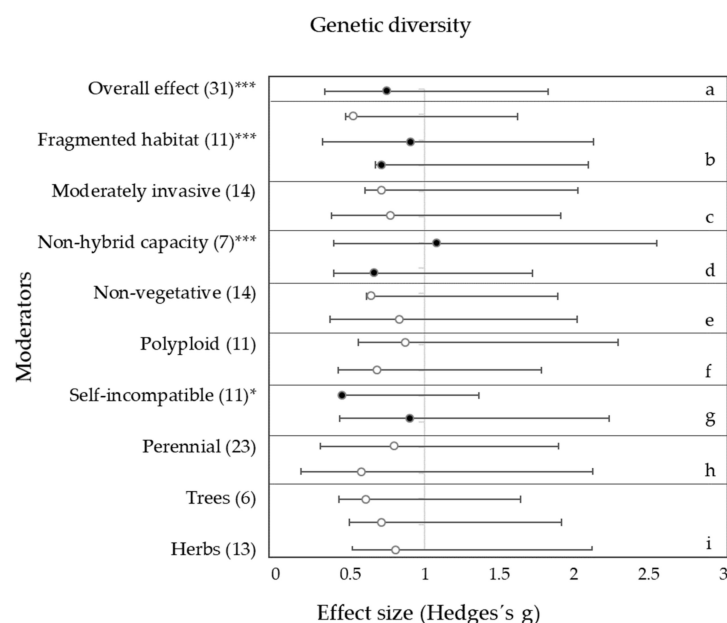 Genetic diversity
Overall effect (31)***
a
Fragmented habitat (11)***
b
Moderately invasive (14)
c
Non-hybrid capacity (7)***
d
Non-vegetative (14)
e
Polyploid (11)
f
Self-incompatible (11)*
g
Perennial (23)
h
Trees (6)
Herbs (13)
i
Moderators
0 0.5 1 1.5 2 2.5 3
Effect size (Hedges´s g)